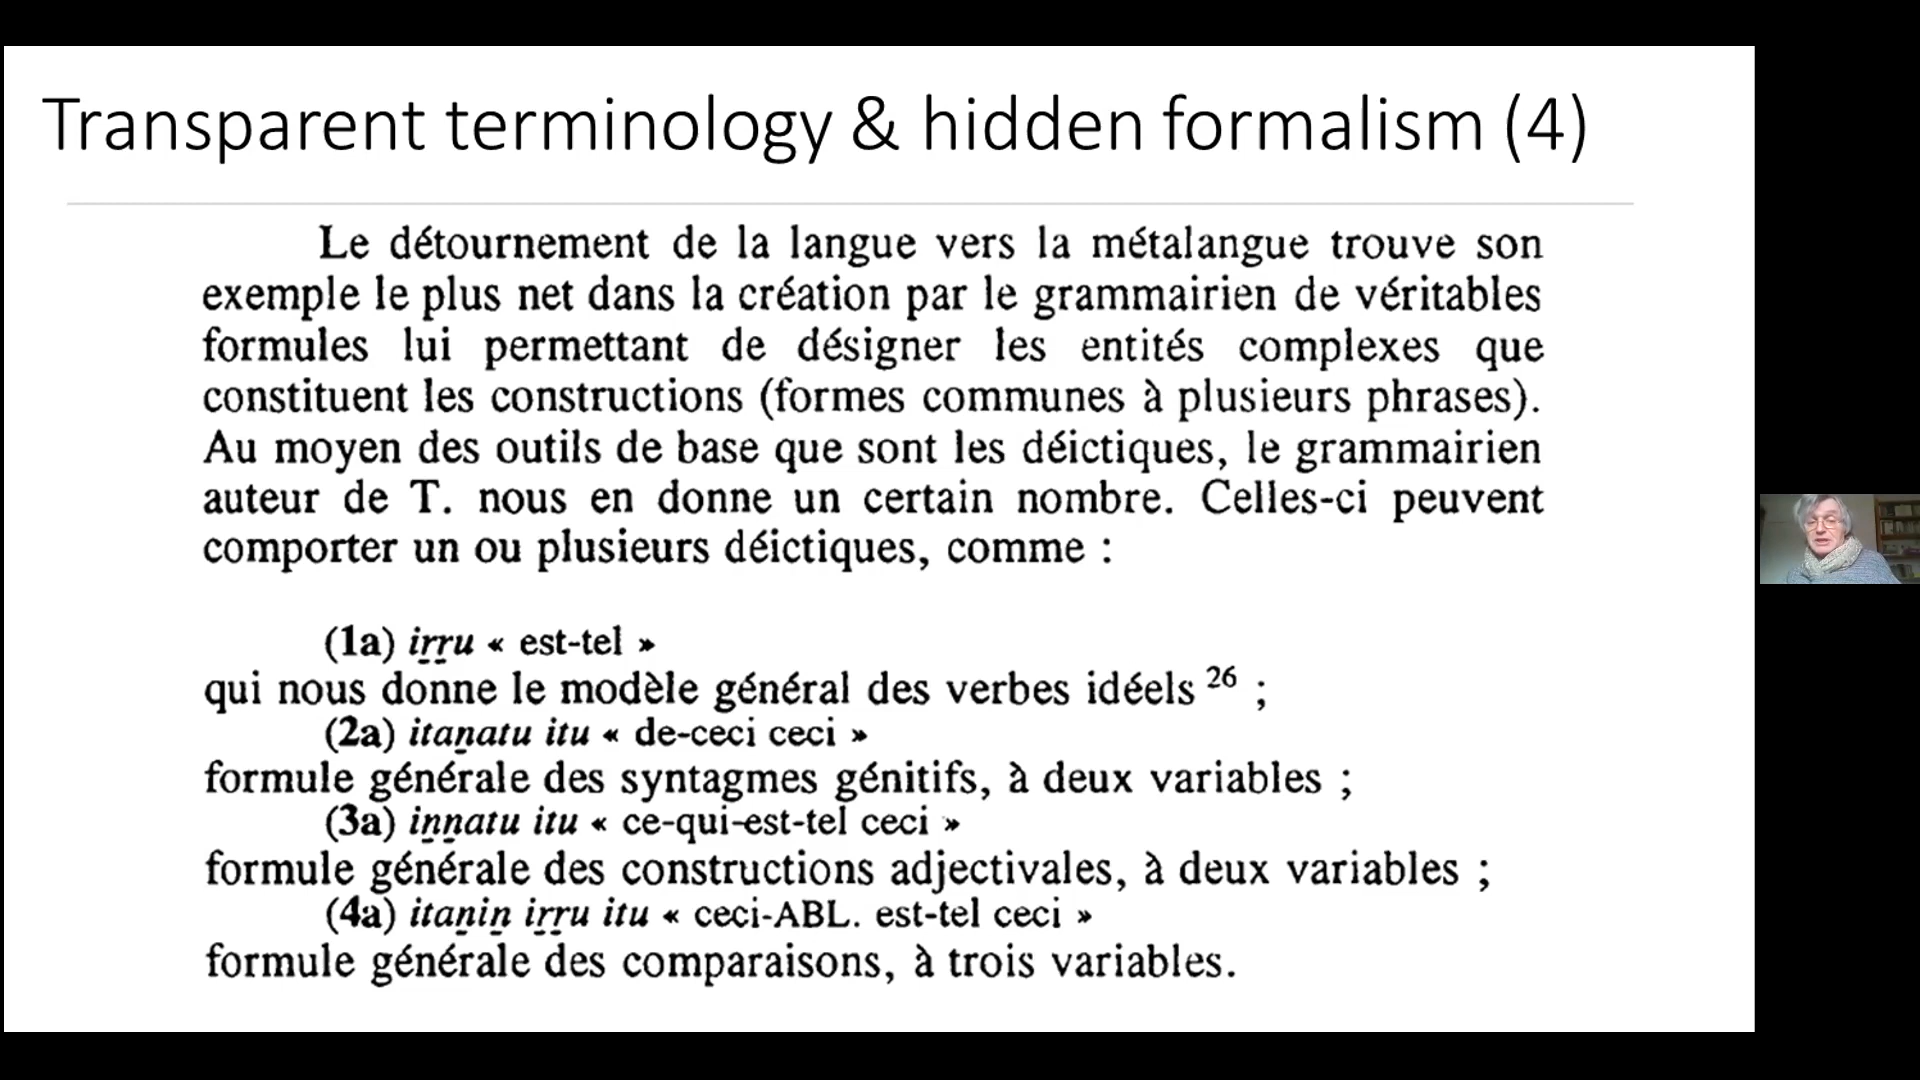 Transparent terminology & hidden formalism (4)
Le détournement de la langue vers la métalangue trouve son
exemple le plus net dans la création par le grammairien de véritables
formules lui permettant de désigner les entités complexes que
constituent les constructions (formes communes à plusieurs phrases).
Au moyen des outils de base que sont les déictiques, le grammairien
auteur de T. nous en donne un certain nombre. Celles-ci peuvent
comporter un ou plusieurs déictiques, comme :
(1a) iṟṟu « est-tel »
qui nous donne le modèle général des verbes idéels 26 ;
(2a) itaṉatu itu « de-ceci ceci »
formule générale des syntagmes génitifs, à deux variables ;
(3a) iṉṉatu itu « ce-qui-est-tel ceci »
formule générale des constructions adjectivales, à deux variables ;
(4a) itaṉiṉ iṟṟu itu « ceci-ABL. est-tel ceci »
formule générale des comparaisons, à trois variables.